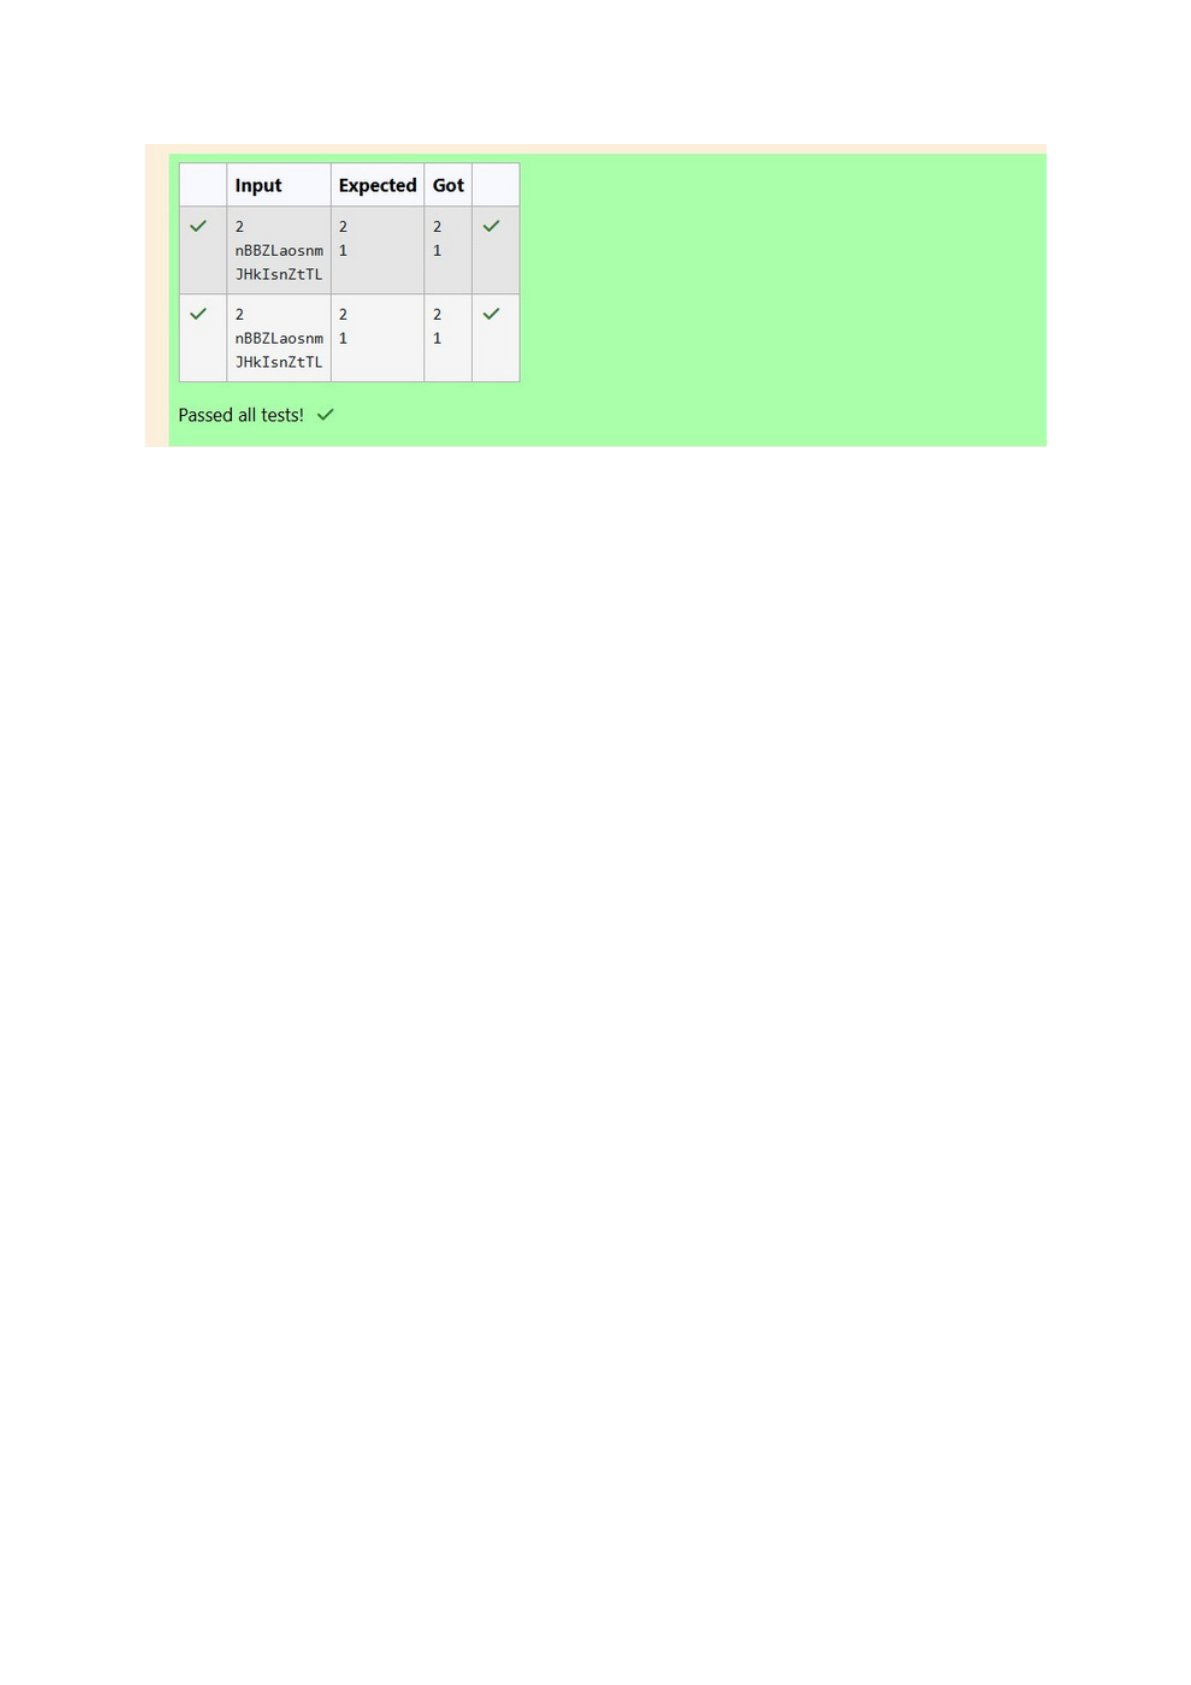 Input Expected Got
✓ 2 2 2 ✓
nBBZLaosnm 1 1
JHkIsnZtTL
✓ 2 2 2 ✓
nBBZLaosnm 1 1
JHkIsnZtTL
Passed all tests! ✓